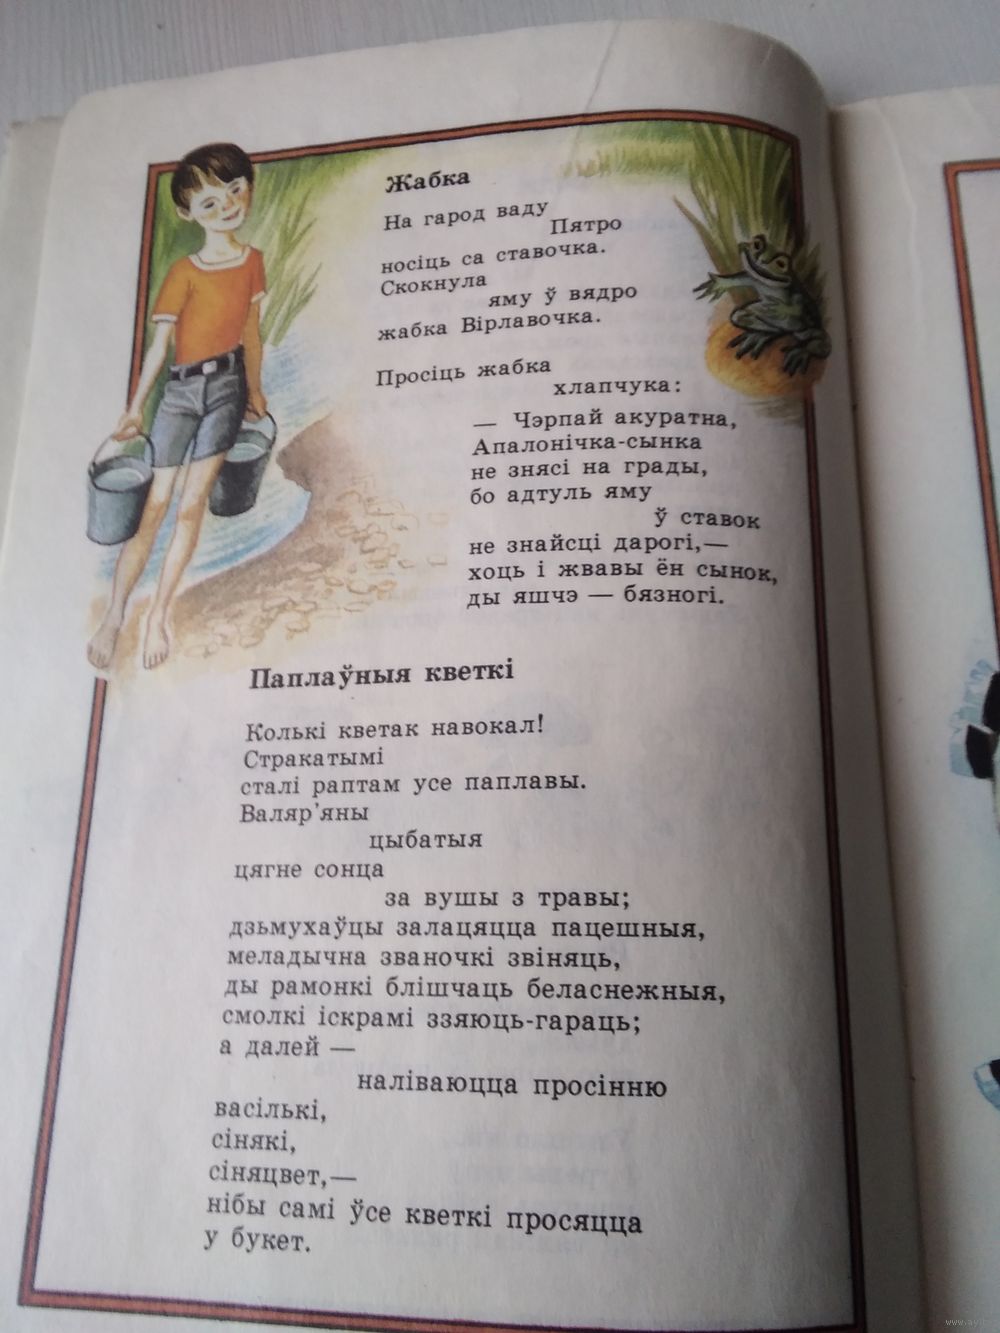 Жабка
На гарод ваду
Пятро
носіць са ставочка.
Скокнула
яму ў вядро
жабка Вірлавочка.
Просіць жабка
хлапчука:
— Чэрпай акуратна,
Апалонічка-сынка
не знясі на грады,
бо адтуль яму
ў ставок
не знайсці дарогі,—
хоць і жвавы ён сынок,
ды яшчэ — бязногі.
Паплаўныя кветкі
Колькі кветак навокал!
Стракатымі
сталі раптам усе паплавы.
Валяр'яны
цыбатыя
цягне сонца
за вушы з травы;
дзьмухаўцы залацяцца пацешныя,
меладычна званочкі звіняць,
ды рамонкі блішчаць беласнежныя,
смолкі іскрамі ззяюць-гараць;
а далей —
наліваюцца просінню
васількі,
сінякі,
сіняцвет,—
нібы самі ўсе кветкі просяцца
у букет.